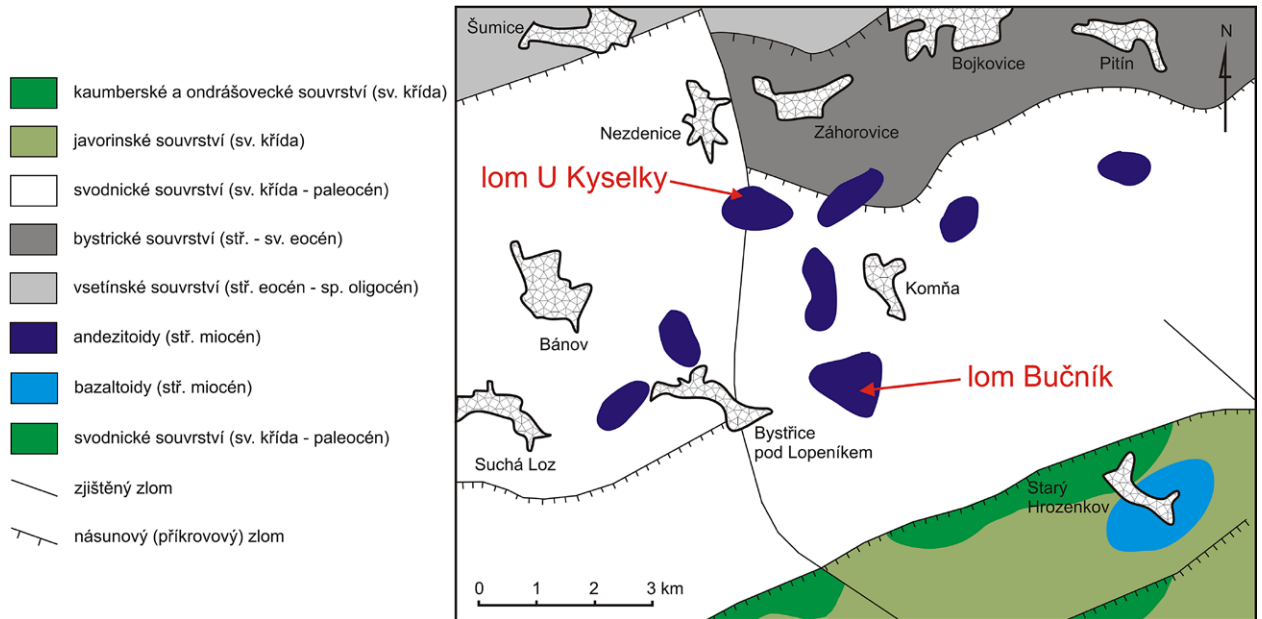 kaumberské a ondrášovecké souvrství (sv. křída)
javorinské souvrství (sv. křída)
svodnické souvrství (sv. křída - paleocén)
bystrické souvrství (stř. - sv. eocén)
vsetínské souvrství (stř. eocén - sp. oligocén)
andezitoidy (stř. miocén)
bazaltoidy (stř. miocén)
svodnické souvrství (sv. křída - paleocén)
zjištěný zlom
násunový (příkrovový) zlom
Šumice
Bojkovice
Pitín
N
Nezdenice
Záhorovice
lom U Kyselky
Komňa
Bánov
lom Bučník
Suchá Loz
Bystřice
pod Lopeníkem
Starý
Hrozenkov
0 1 2 3 km